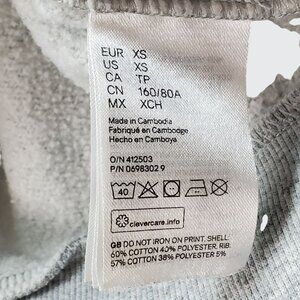 EUR XS
US XS
CA TP
CN 160/80A
MX XCH
Made in Cambodia
Fabriqué en Cambodge
Hecho en Camboya
O/N 412503
P/N 0698302 9
40
clevercare.info
GB DO NOT IRON ON PRINT. SHELL:
60% COTTON 40% POLYESTER. RIB:
57% COTTON 38% POLYESTER 5%